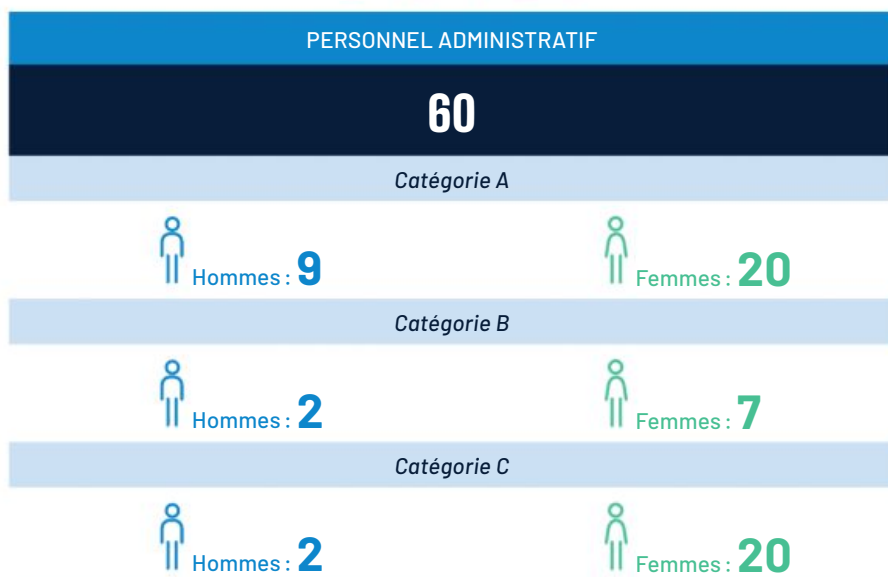 PERSONNEL ADMINISTRATIF
60
Catégorie A
Hommes : 9 Femmes : 20
Catégorie B
Hommes : 2 Femmes : 7
Catégorie C
Hommes : 2 Femmes : 20